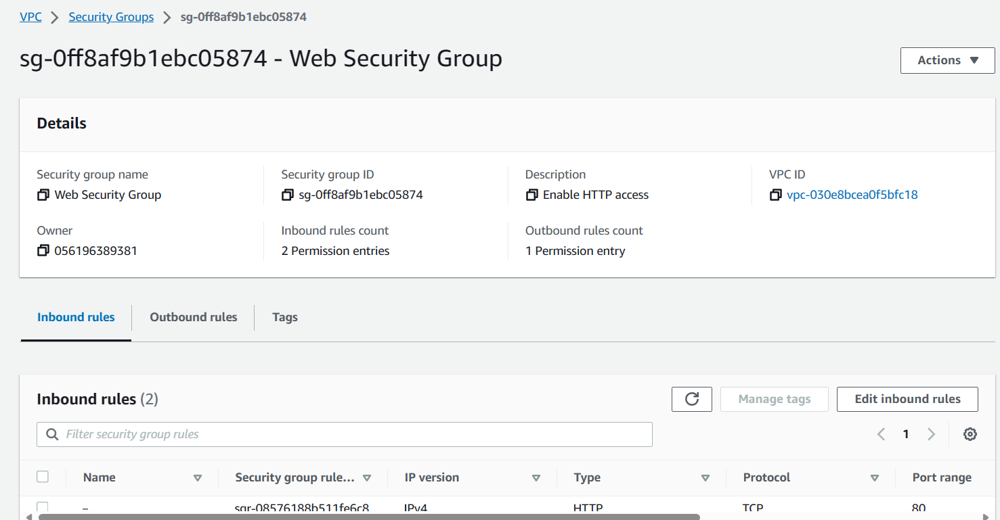 VPC > Security Groups > sg-0ff8af9b1ebc05874
sg-0ff8af9b1ebc05874 - Web Security Group
Actions
Details
Security group name
Web Security Group
Security group ID
sg-0ff8af9b1ebc05874
Description
Enable HTTP access
VPC ID
vpc-030e8bcea0f5bfc18
Owner
056196389381
Inbound rules count
2 Permission entries
Outbound rules count
1 Permission entry
Inbound rules
Outbound rules
Tags
Inbound rules (2)
Manage tags
Edit inbound rules
Filter security group rules
1
Name
Security group rule...
IP version
Type
Protocol
Port range
–
sgr-08576188b511fe6c8
IPv4
HTTP
TCP
80